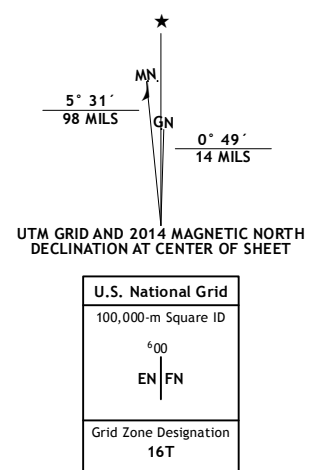 ★
MN
5° 31´
98 MILS
GN
0° 49´
14 MILS
UTM GRID AND 2014 MAGNETIC NORTH
DECLINATION AT CENTER OF SHEET
U.S. National Grid
100,000-m Square ID
⁶00
EN FN
Grid Zone Designation
16T